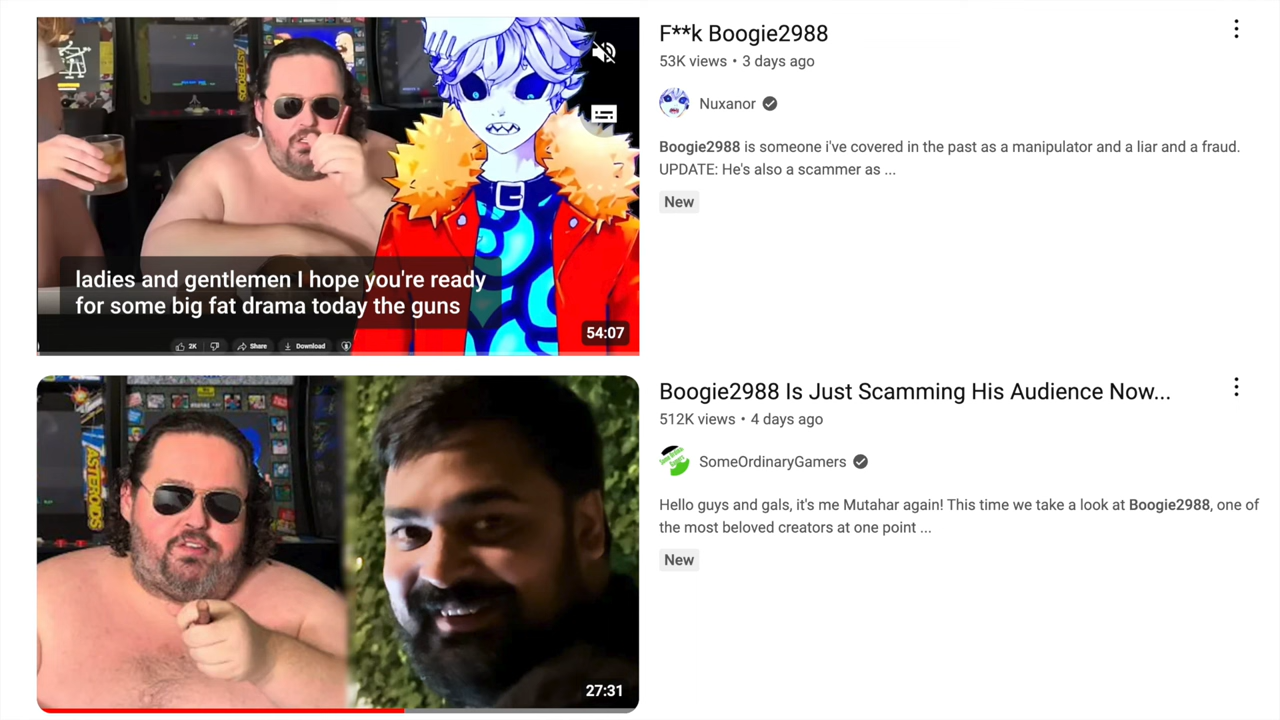 F**k Boogie2988
53K views • 3 days ago
Nuxanor
Boogie2988 is someone i've covered in the past as a manipulator and a liar and a fraud.
UPDATE: He's also a scammer as ...
New
ASTEROIDS
ladies and gentlemen I hope you're ready
for some big fat drama today the guns
54:07
2K
Share
Download
Boogie2988 Is Just Scamming His Audience Now...
512K views • 4 days ago
SomeOrdinaryGamers
Hello guys and gals, it's me Mutahar again! This time we take a look at Boogie2988, one of
the most beloved creators at one point ...
New
ASTEROIDS
27:31